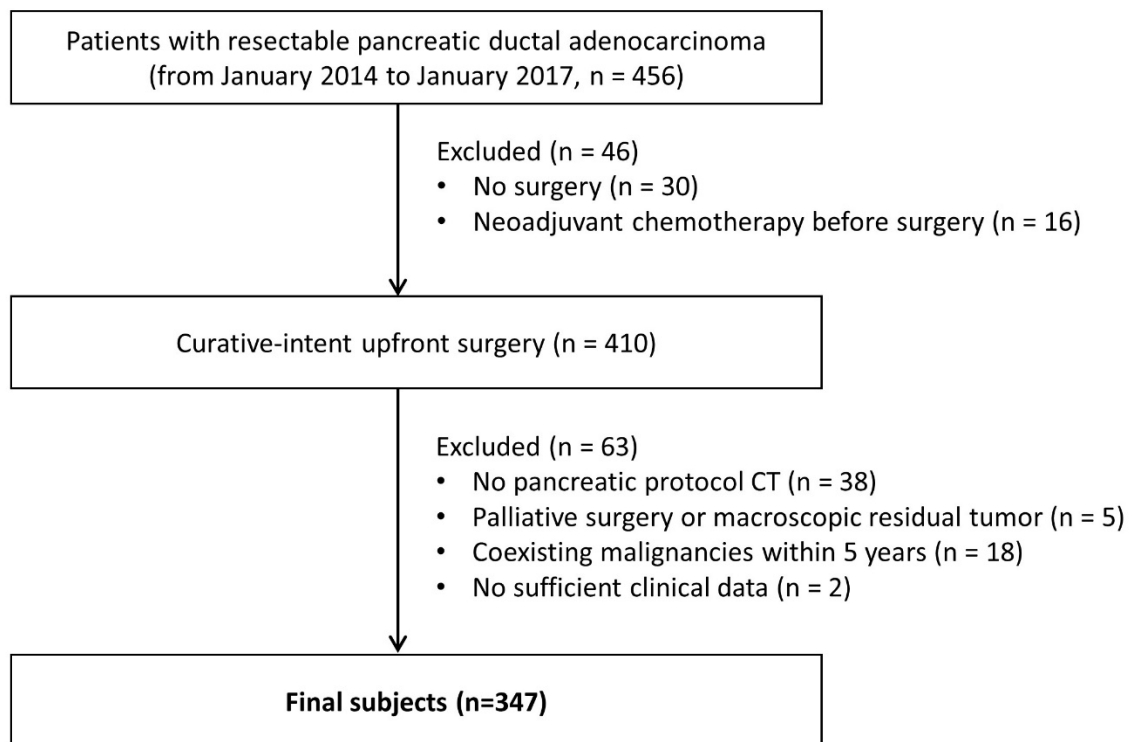 Patients with resectable pancreatic ductal adenocarcinoma
(from January 2014 to January 2017, n = 456)
Excluded (n = 46)
• No surgery (n = 30)
• Neoadjuvant chemotherapy before surgery (n = 16)
Curative-intent upfront surgery (n = 410)
Excluded (n = 63)
• No pancreatic protocol CT (n = 38)
• Palliative surgery or macroscopic residual tumor (n = 5)
• Coexisting malignancies within 5 years (n = 18)
• No sufficient clinical data (n = 2)
Final subjects (n=347)